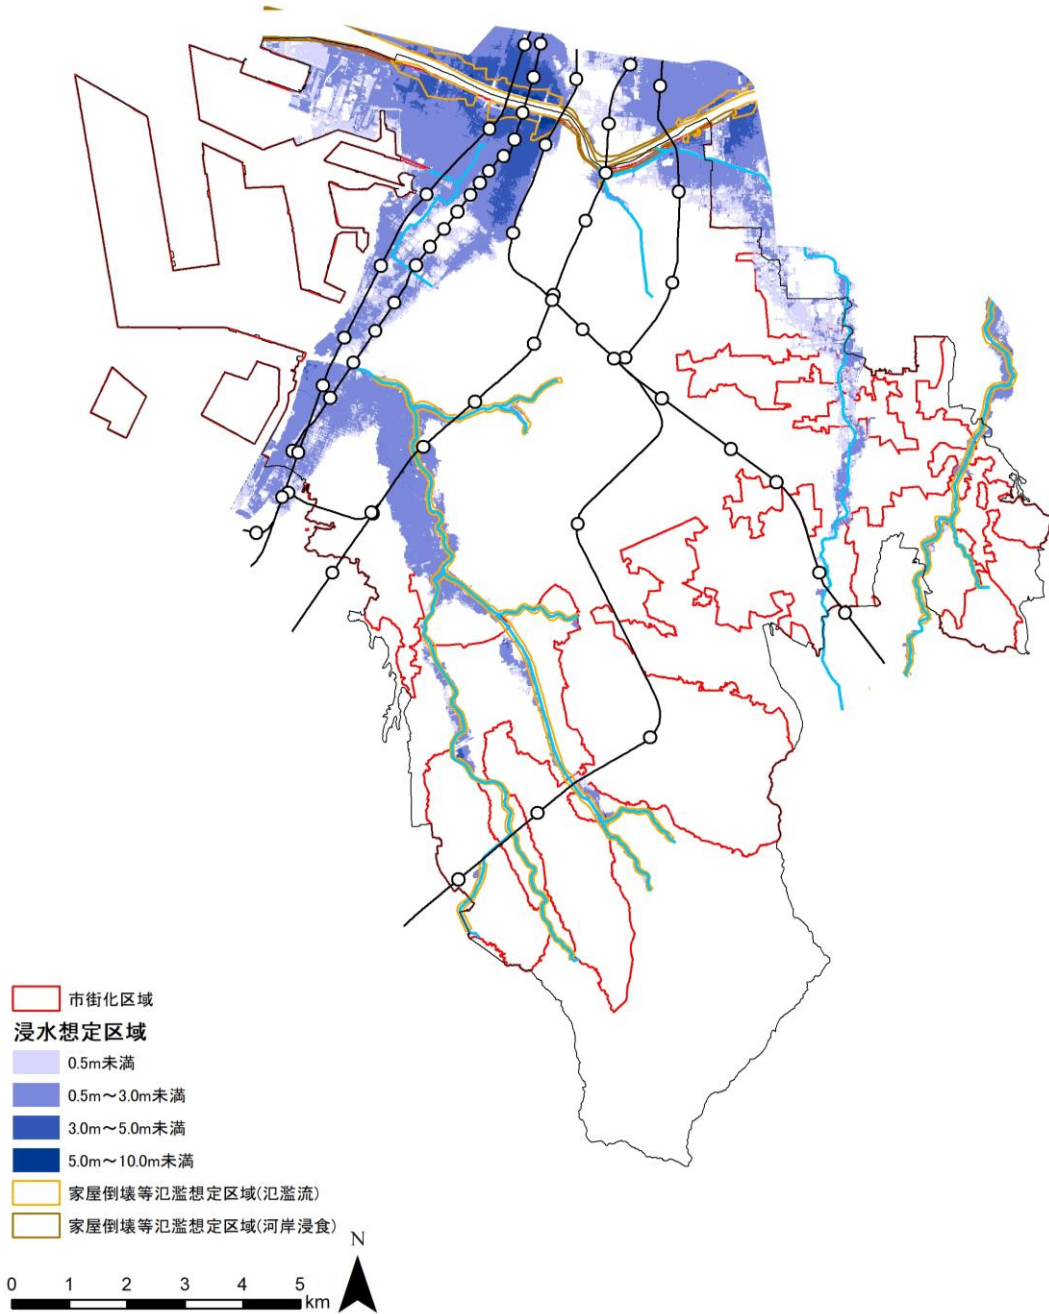 市街化区域
浸水想定区域
0.5m未満
0.5m～3.0m未満
3.0m～5.0m未満
5.0m～10.0m未満
家屋倒壊等氾濫想定区域(氾濫流)
家屋倒壊等氾濫想定区域(河岸浸食)
N
0 1 2 3 4 5
km